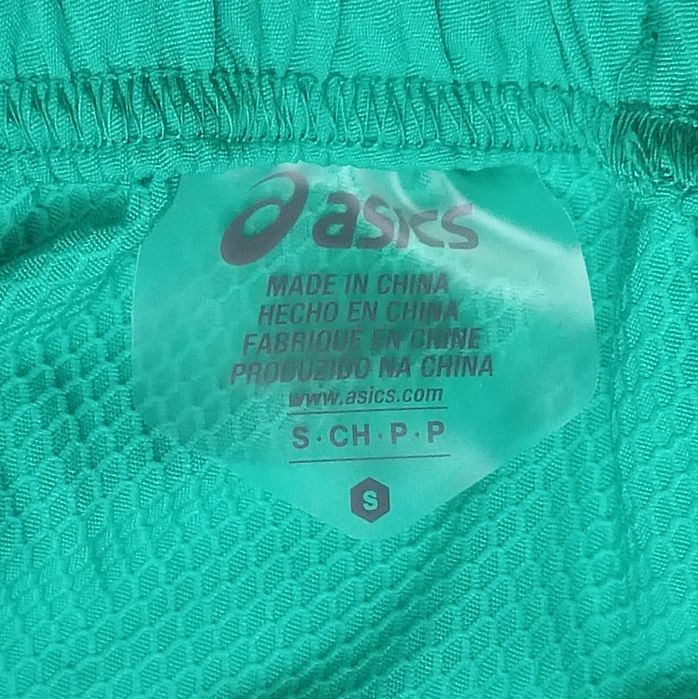 asics
MADE IN CHINA
HECHO EN CHINA
FABRIQUE EN CHINE
PRODUZIDO NA CHINA
www.asics.com
S·CH·P·P
S